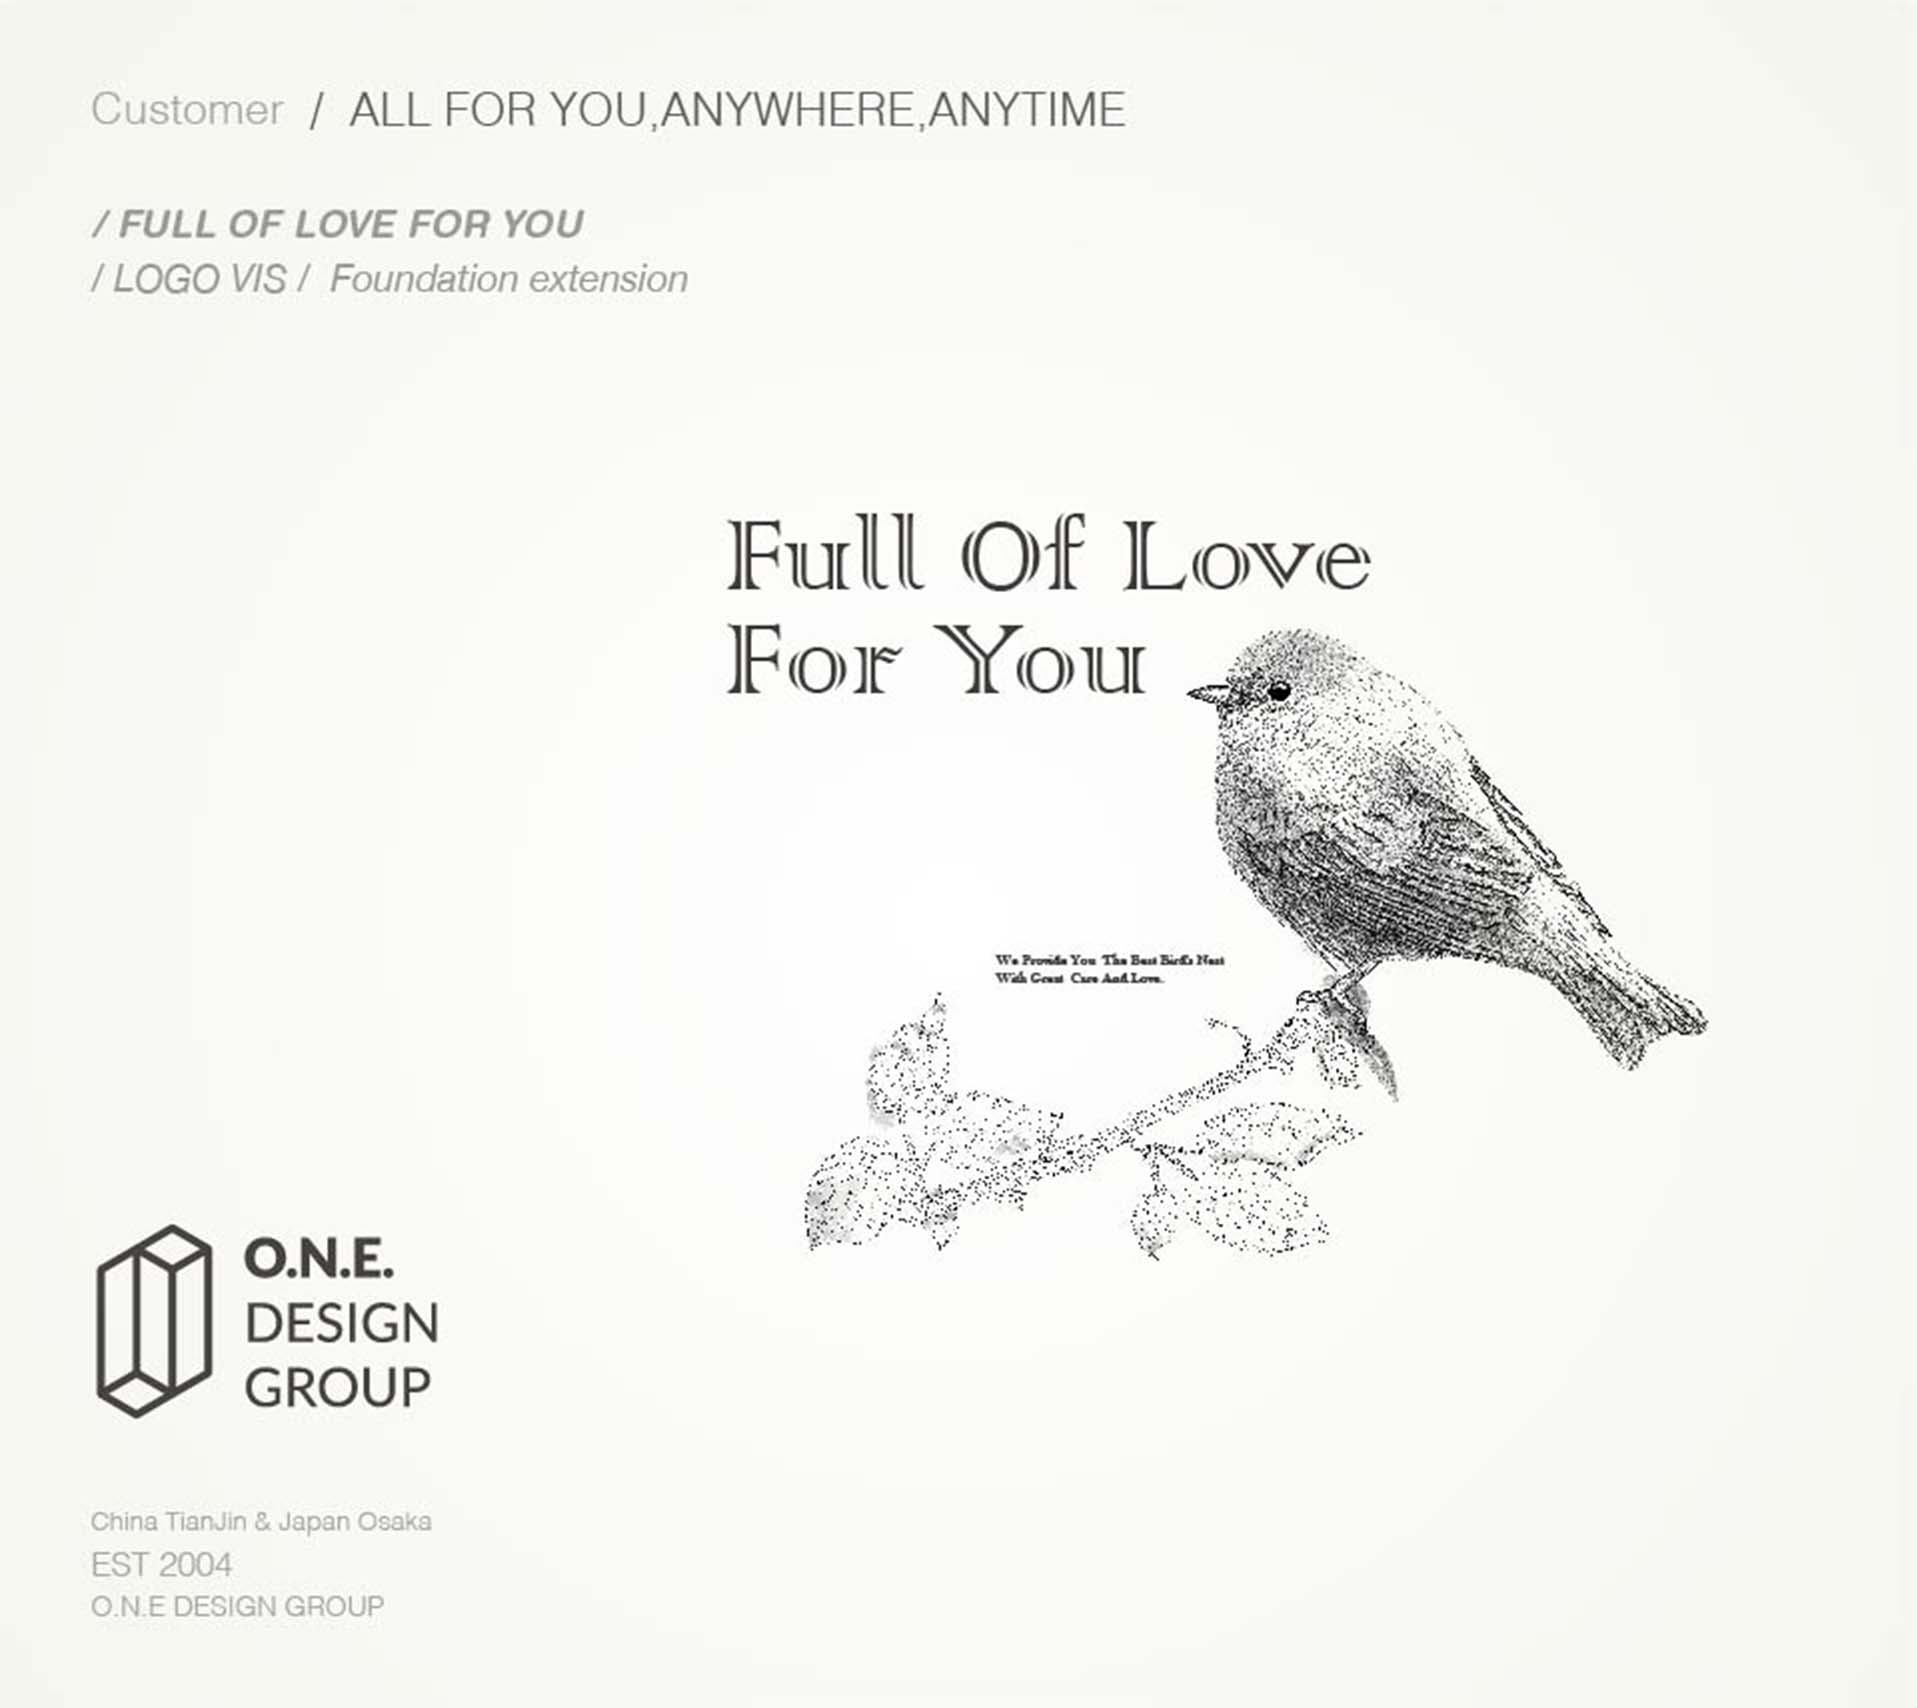 Customer / ALL FOR YOU,ANYWHERE,ANYTIME
/ FULL OF LOVE FOR YOU
/ LOGO VIS / Foundation extension
Full Of Love
For You
We Provide You The Best Bird's Nest
With Great Care And Love.
O.N.E.
DESIGN
GROUP
China TianJin & Japan Osaka
EST 2004
O.N.E DESIGN GROUP